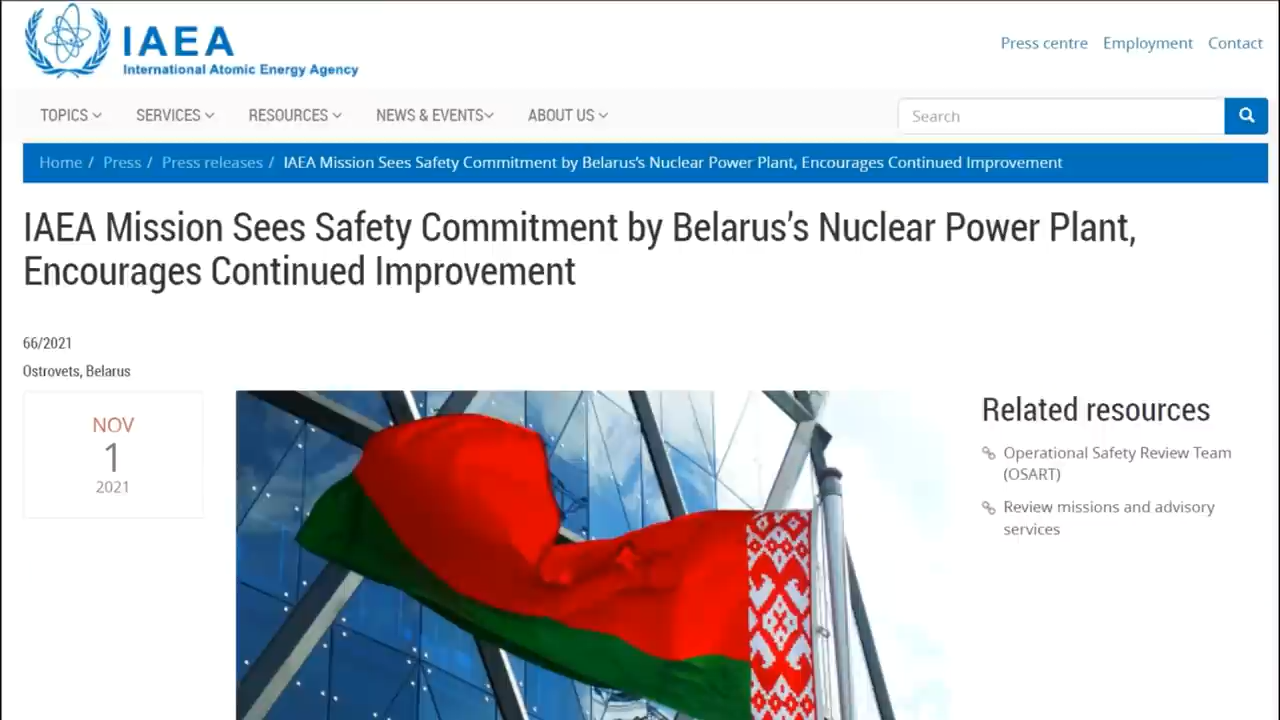 IAEA
International Atomic Energy Agency
Press centre Employment Contact
TOPICS SERVICES RESOURCES NEWS & EVENTS ABOUT US
Search
Home / Press / Press releases / IAEA Mission Sees Safety Commitment by Belarus's Nuclear Power Plant, Encourages Continued Improvement
IAEA Mission Sees Safety Commitment by Belarus's Nuclear Power Plant,
Encourages Continued Improvement
66/2021
Ostrovets, Belarus
NOV
1
2021
Related resources
Operational Safety Review Team
(OSART)
Review missions and advisory
services